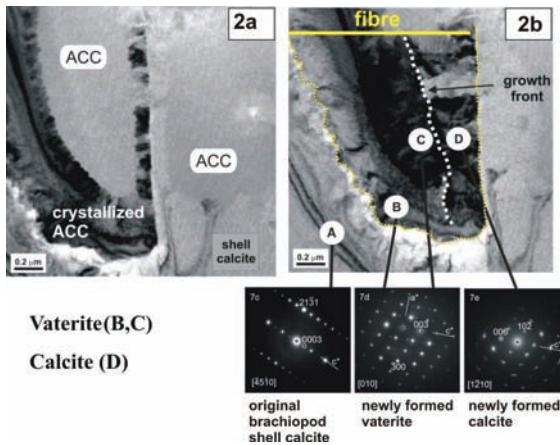 2a
ACC
ACC
crystallized
ACC
shell
calcite
0.2 µm
2b
fibre
growth
front
C
D
B
A
0.2 µm
Vaterite(B,C)
Calcite (D)
7c
0003
[4510]
7d
a*
003
c*
300
[010]
7e
006
102
[1210]
original
brachiopod
shell calcite
newly formed
vaterite
newly formed
calcite